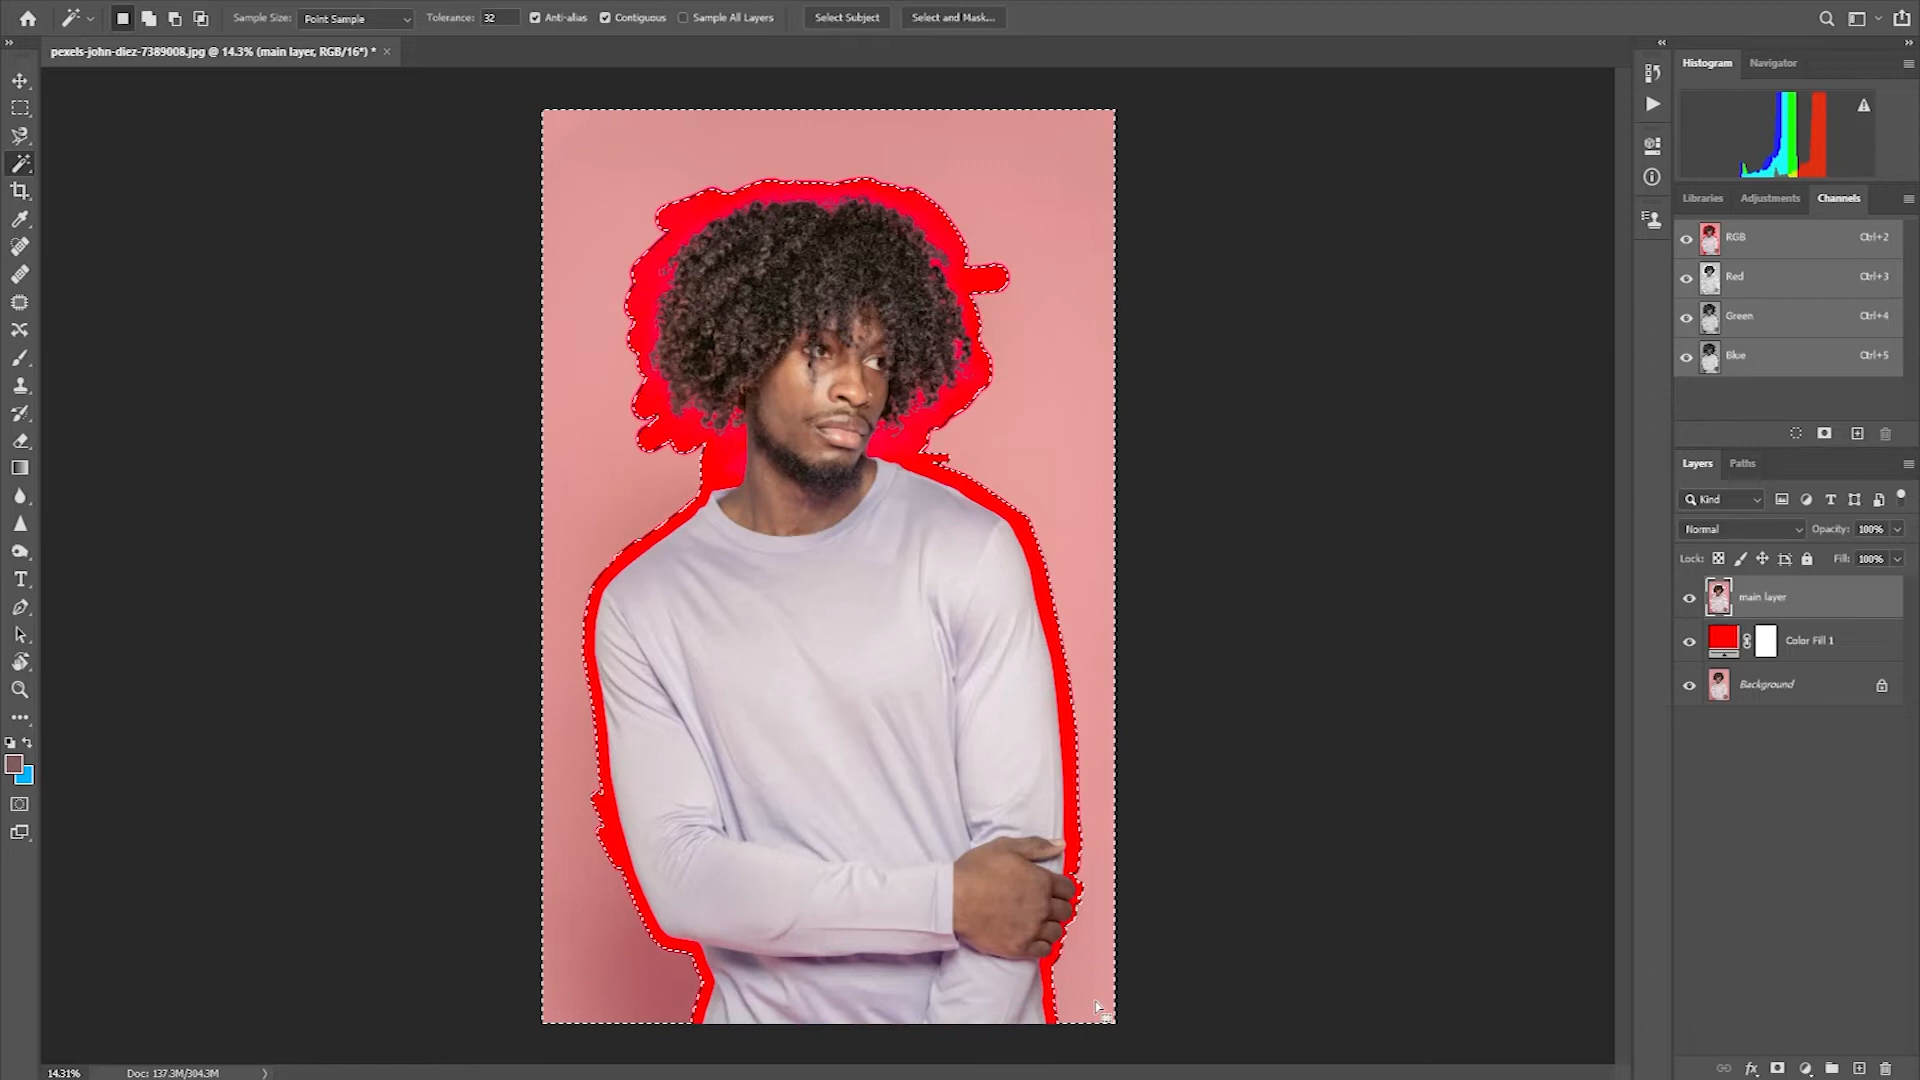 Sample Size: Point Sample Tolerance: 32 Anti-alias Contiguous Sample All Layers Select Subject Select and Mask...
pexels-john-diez-7389008.jpg @ 14.3% (main layer, RGB/16*) * ×
Histogram Navigator
Libraries Adjustments Channels
RGB Ctrl+2
Red Ctrl+3
Green Ctrl+4
Blue Ctrl+5
Layers Paths
Kind
Normal Opacity: 100%
Lock: Fill: 100%
main layer
Color Fill 1
Background
14.31% Doc: 137.3M/304.3M